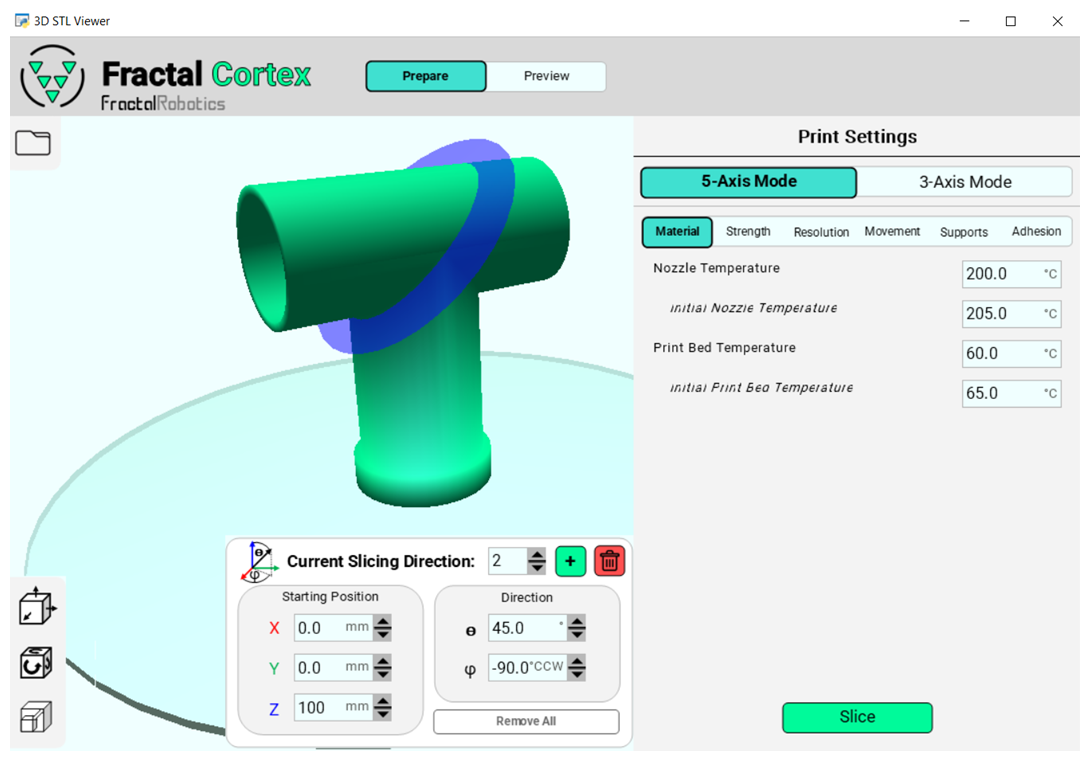 3D STL Viewer
Fractal Cortex
FractalRobotics
Prepare
Preview
Print Settings
5-Axis Mode
3-Axis Mode
Material
Strength
Resolution
Movement
Supports
Adhesion
Nozzle Temperature
200.0 °C
Initial Nozzle Temperature
205.0 °C
Print Bed Temperature
60.0 °C
Initial Print Bed Temperature
65.0 °C
Θ
φ
Current Slicing Direction:
2
+
Starting Position
X 0.0 mm
Y 0.0 mm
Z 100 mm
Direction
Θ 45.0 °
φ -90.0°CCW
Remove All
Slice